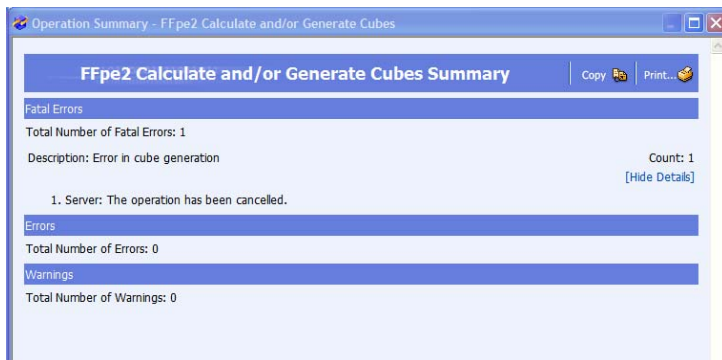 Operation Summary - FFpe2 Calculate and/or Generate Cubes
FFpe2 Calculate and/or Generate Cubes Summary
Copy
Print...
Fatal Errors
Total Number of Fatal Errors: 1
Description: Error in cube generation
Count: 1
[Hide Details]
1. Server: The operation has been cancelled.
Errors
Total Number of Errors: 0
Warnings
Total Number of Warnings: 0